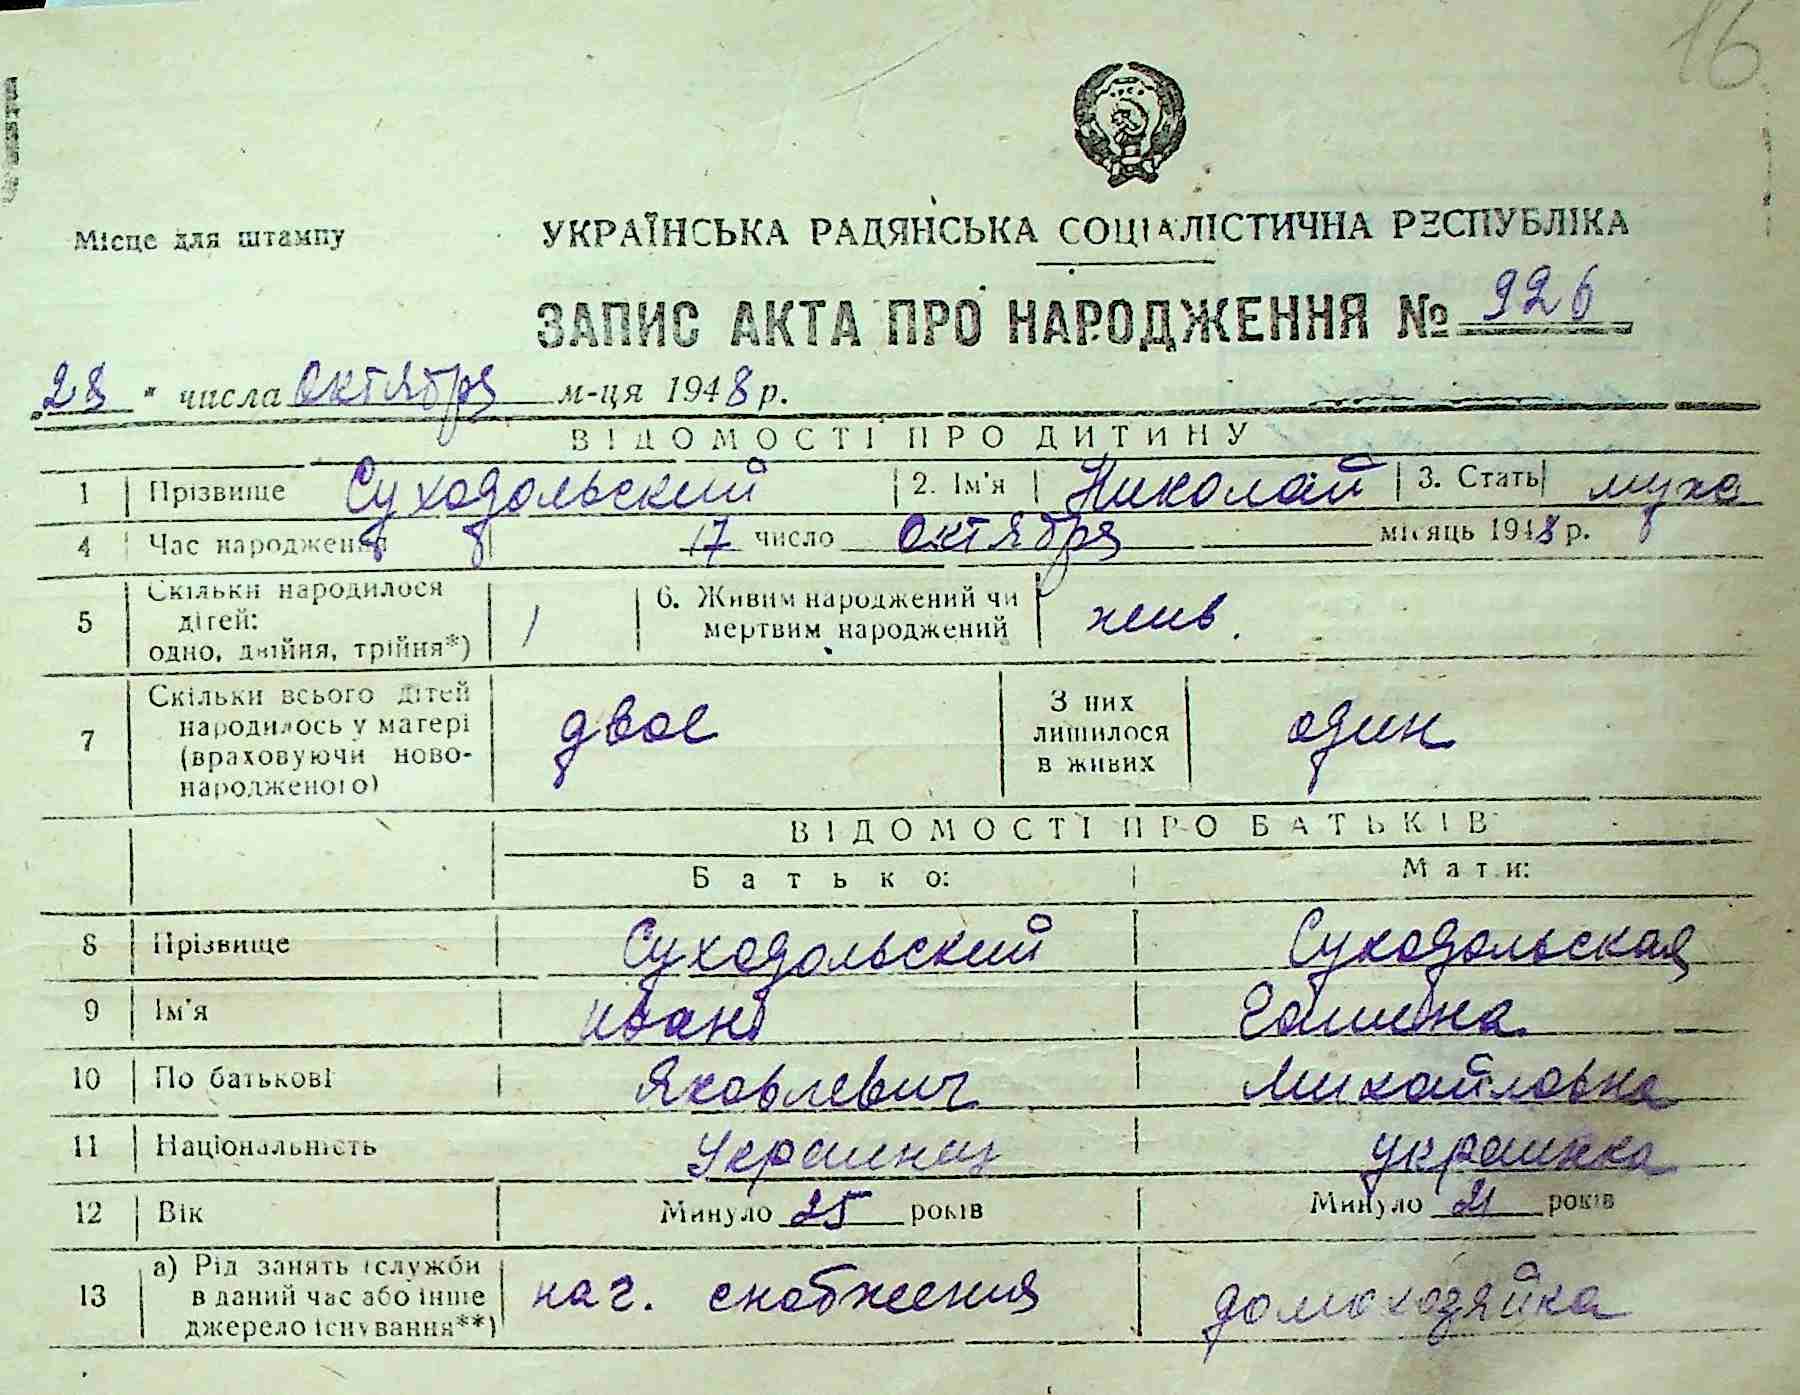 16
Місце для штампу
УКРАЇНСЬКА РАДЯНСЬКА СОЦІАЛІСТИЧНА РЕСПУБЛІКА
ЗАПИС АКТА ПРО НАРОДЖЕННЯ № 926
„28" числа Октября м-ця 1948 р.
ВІДОМОСТІ ПРО ДИТИНУ
1 Прізвище Суходольский 2. Ім'я Николай 3. Стать
4 Час народження 17 число Октября місяць 1948 р.
5 Скільки народилося дітей: одно, двійня, трійня*) 1 6. Живим народжений чи мертвим народжений жив.
7 Скільки всього дітей народилось у матері (враховуючи новонародженого) двое З них лишилося в живих один
ВІДОМОСТІ ПРО БАТЬКІВ
Батько: Мати:
8 Прізвище Суходольский Суходольская
9 Ім'я Иван Галина
10 По батькові Яковлевич Михайловна
11 Національність Украинец украинка
12 Вік Минуло 25 років Минуло 21 років
13 а) Рід занять (служби в даний час або інше джерело існування**) нач. снабжения домохозяйка